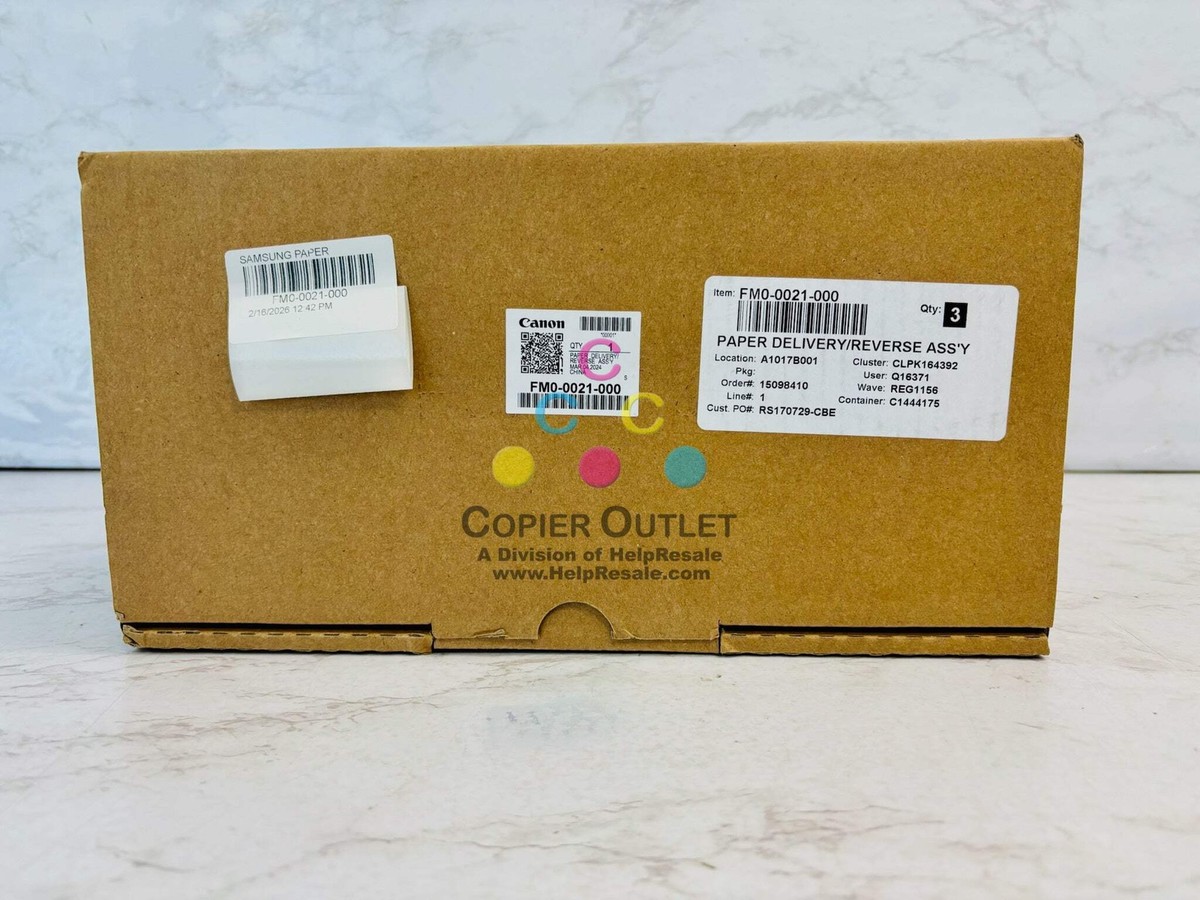 SAMSUNG PAPER
FM0-0021-000
2/16/2026 12:42 PM
Canon
QTY 1
PAPER DELIVERY/
REVERSE ASS'Y
MAR.04.2024
CHINA
5
FM0-0021-000
Item: FM0-0021-000
Qty: 3
PAPER DELIVERY/REVERSE ASS'Y
Location: A1017B001
Pkg:
Order#: 15098410
Line#: 1
Cust. PO#: RS170729-CBE
Cluster: CLPK164392
User: Q16371
Wave: REG1156
Container: C1444175
C
C C
COPIER OUTLET
A Division of HelpResale
www.HelpResale.com